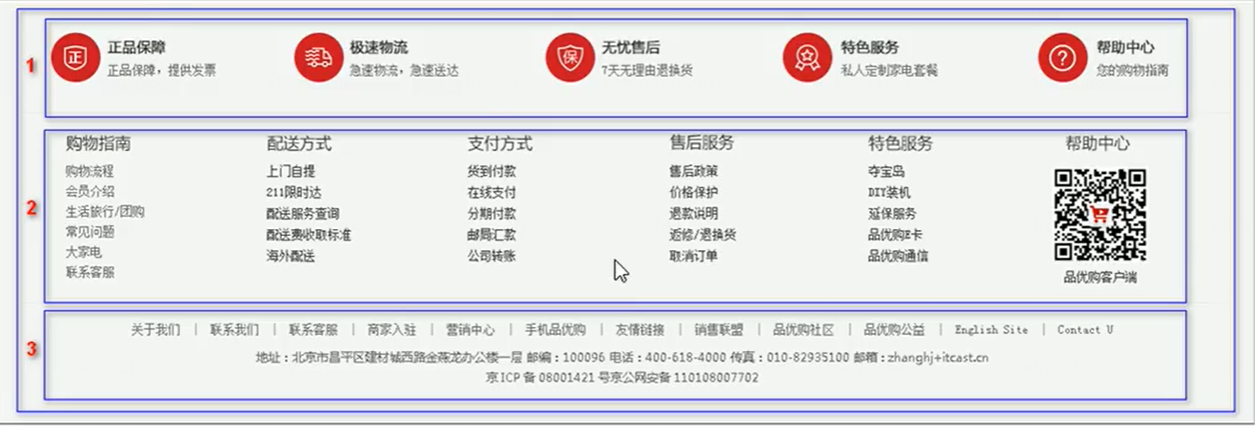 1
正 正品保障
正品保障，提供发票
极速物流
急速物流，急速送达
保 无忧售后
7天无理由退换货
特色服务
私人定制家电套餐
? 帮助中心
您的购物指南
2
购物指南
购物流程
会员介绍
生活旅行/团购
常见问题
大家电
联系客服
配送方式
上门自提
211限时达
配送服务查询
配送费收取标准
海外配送
支付方式
货到付款
在线支付
分期付款
邮局汇款
公司转账
售后服务
售后政策
价格保护
退款说明
返修/退换货
取消订单
特色服务
夺宝岛
DIY装机
延保服务
品优购E卡
品优购通信
帮助中心
品优购客户端
3
关于我们 | 联系我们 | 联系客服 | 商家入驻 | 营销中心 | 手机品优购 | 友情链接 | 销售联盟 | 品优购社区 | 品优购公益 | English Site | Contact U
地址：北京市昌平区建材城西路金燕龙办公楼一层 邮编：100096 电话：400-618-4000 传真：010-82935100 邮箱：zhanghj+itcast.cn
京ICP备08001421号京公网安备110108007702